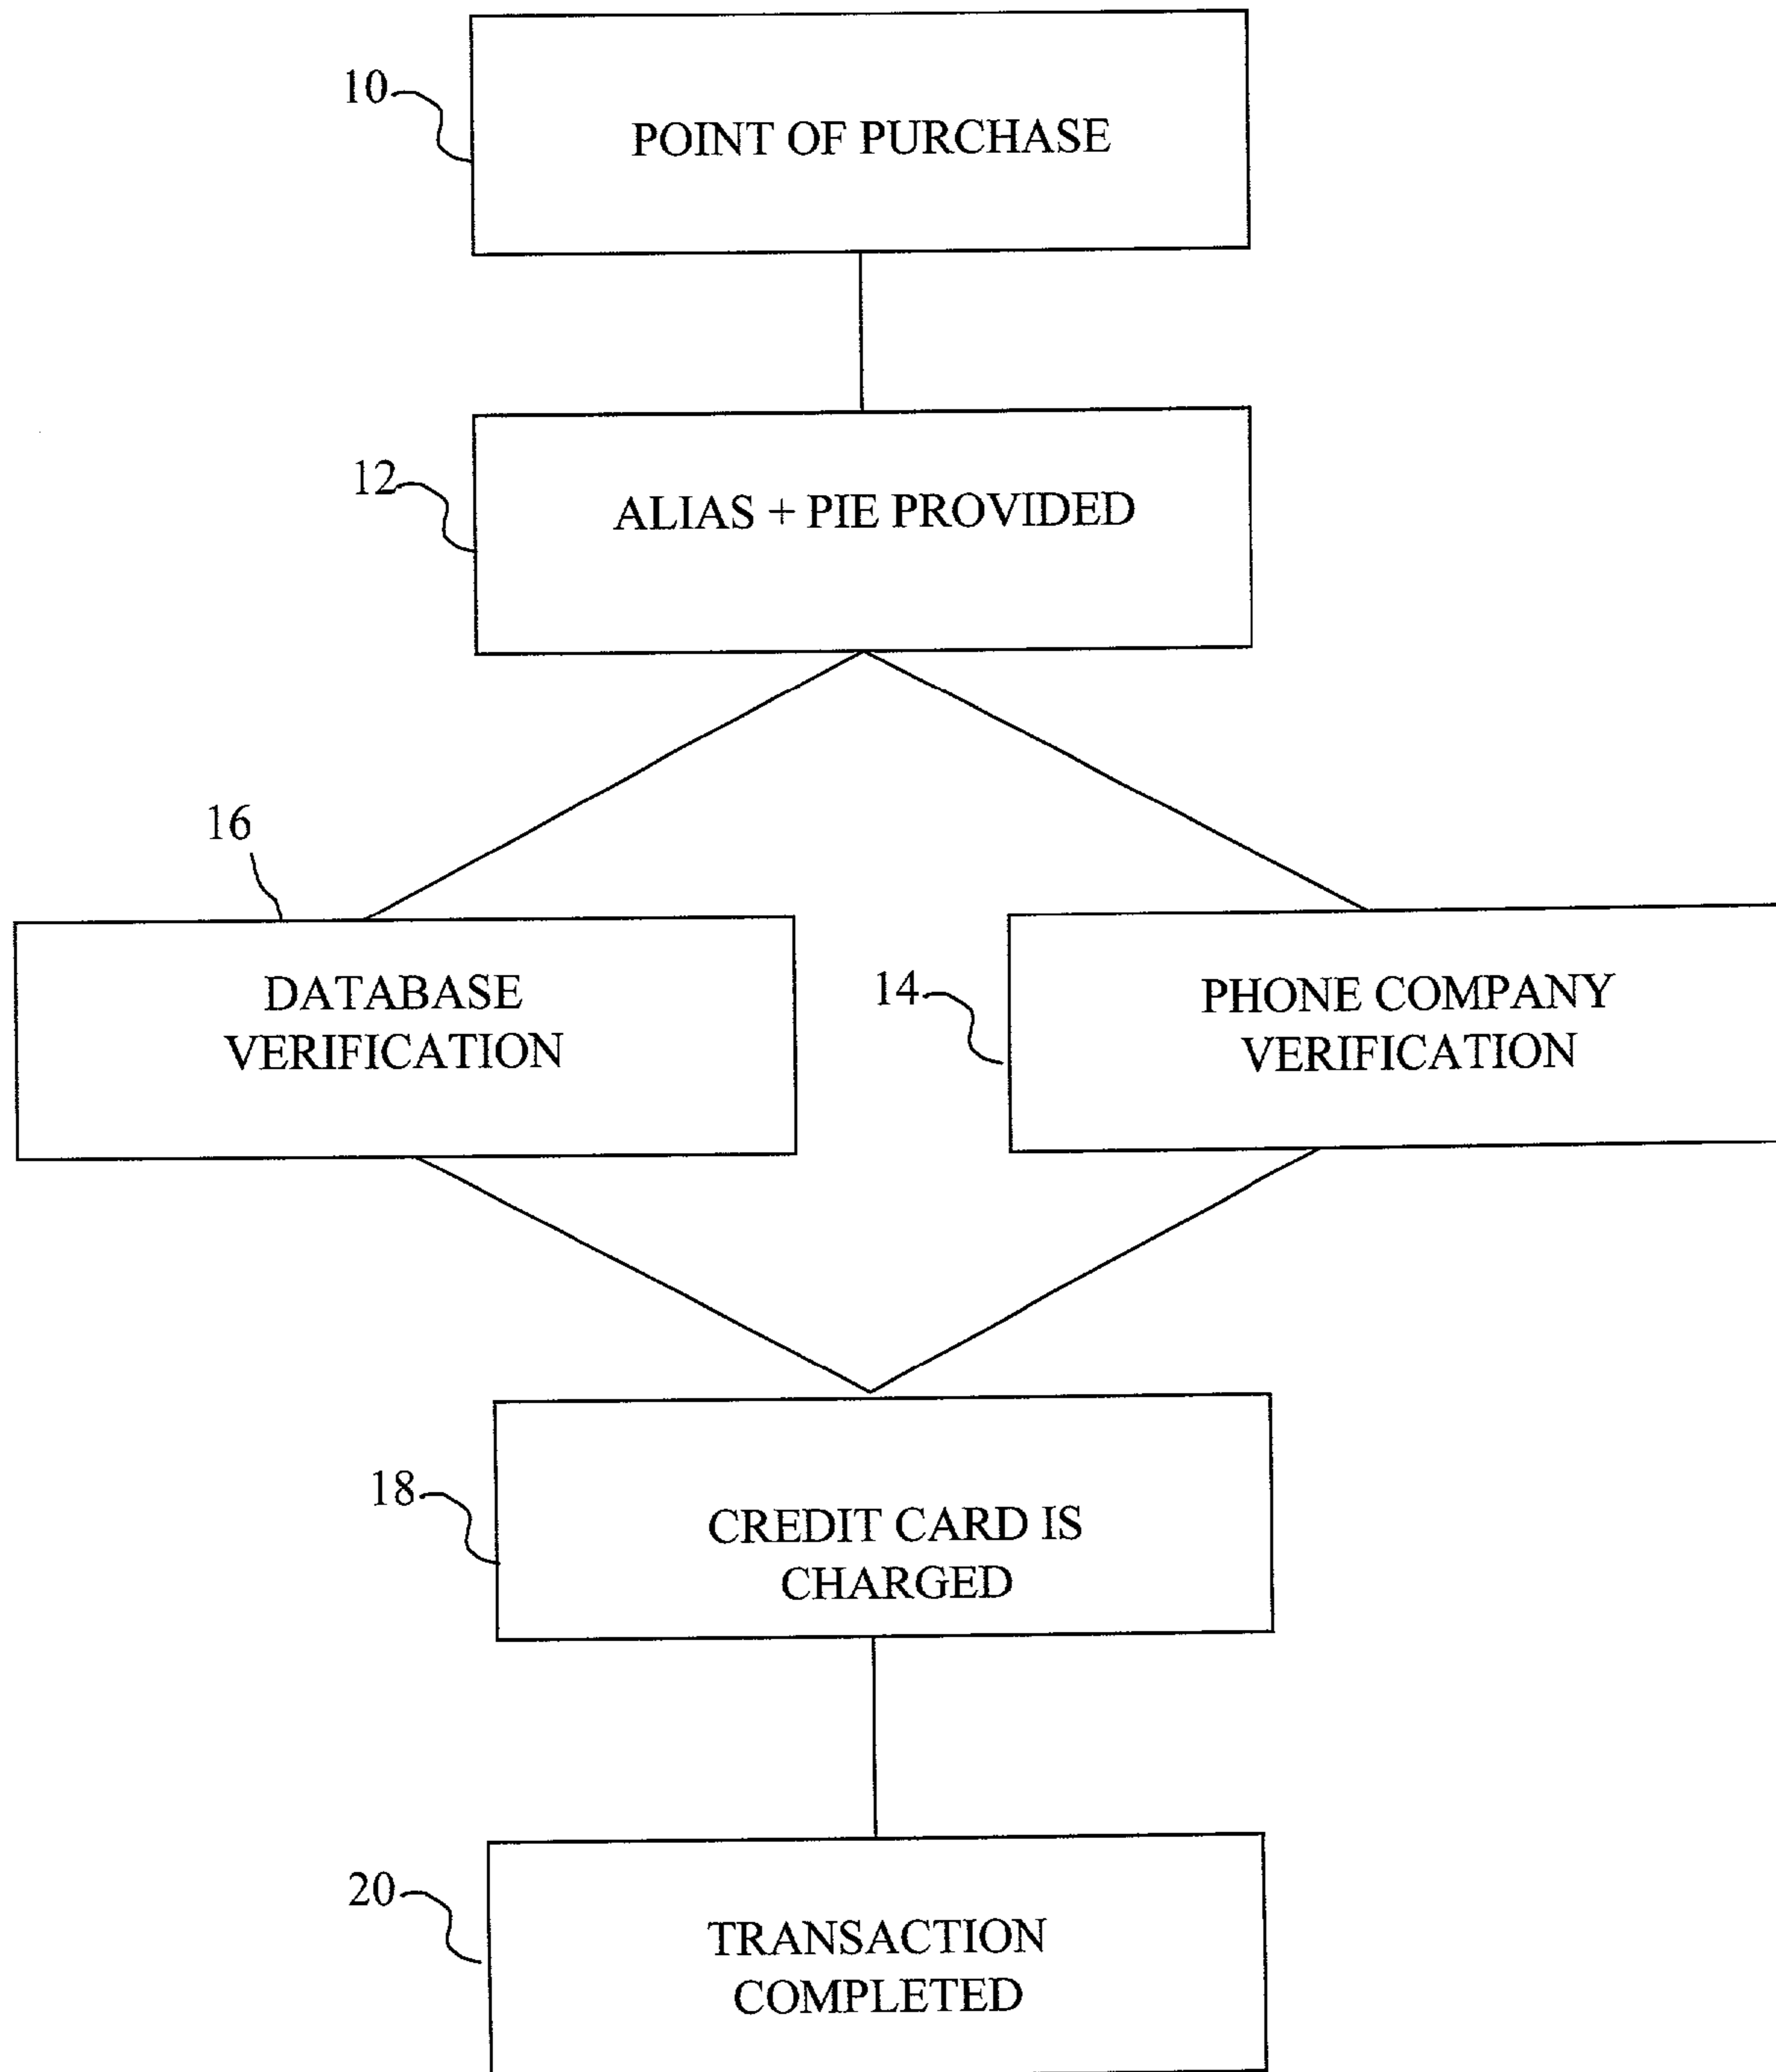 10
POINT OF PURCHASE
12
ALIAS + PIE PROVIDED
16
DATABASE
VERIFICATION
14
PHONE COMPANY
VERIFICATION
18
CREDIT CARD IS
CHARGED
20
TRANSACTION
COMPLETED